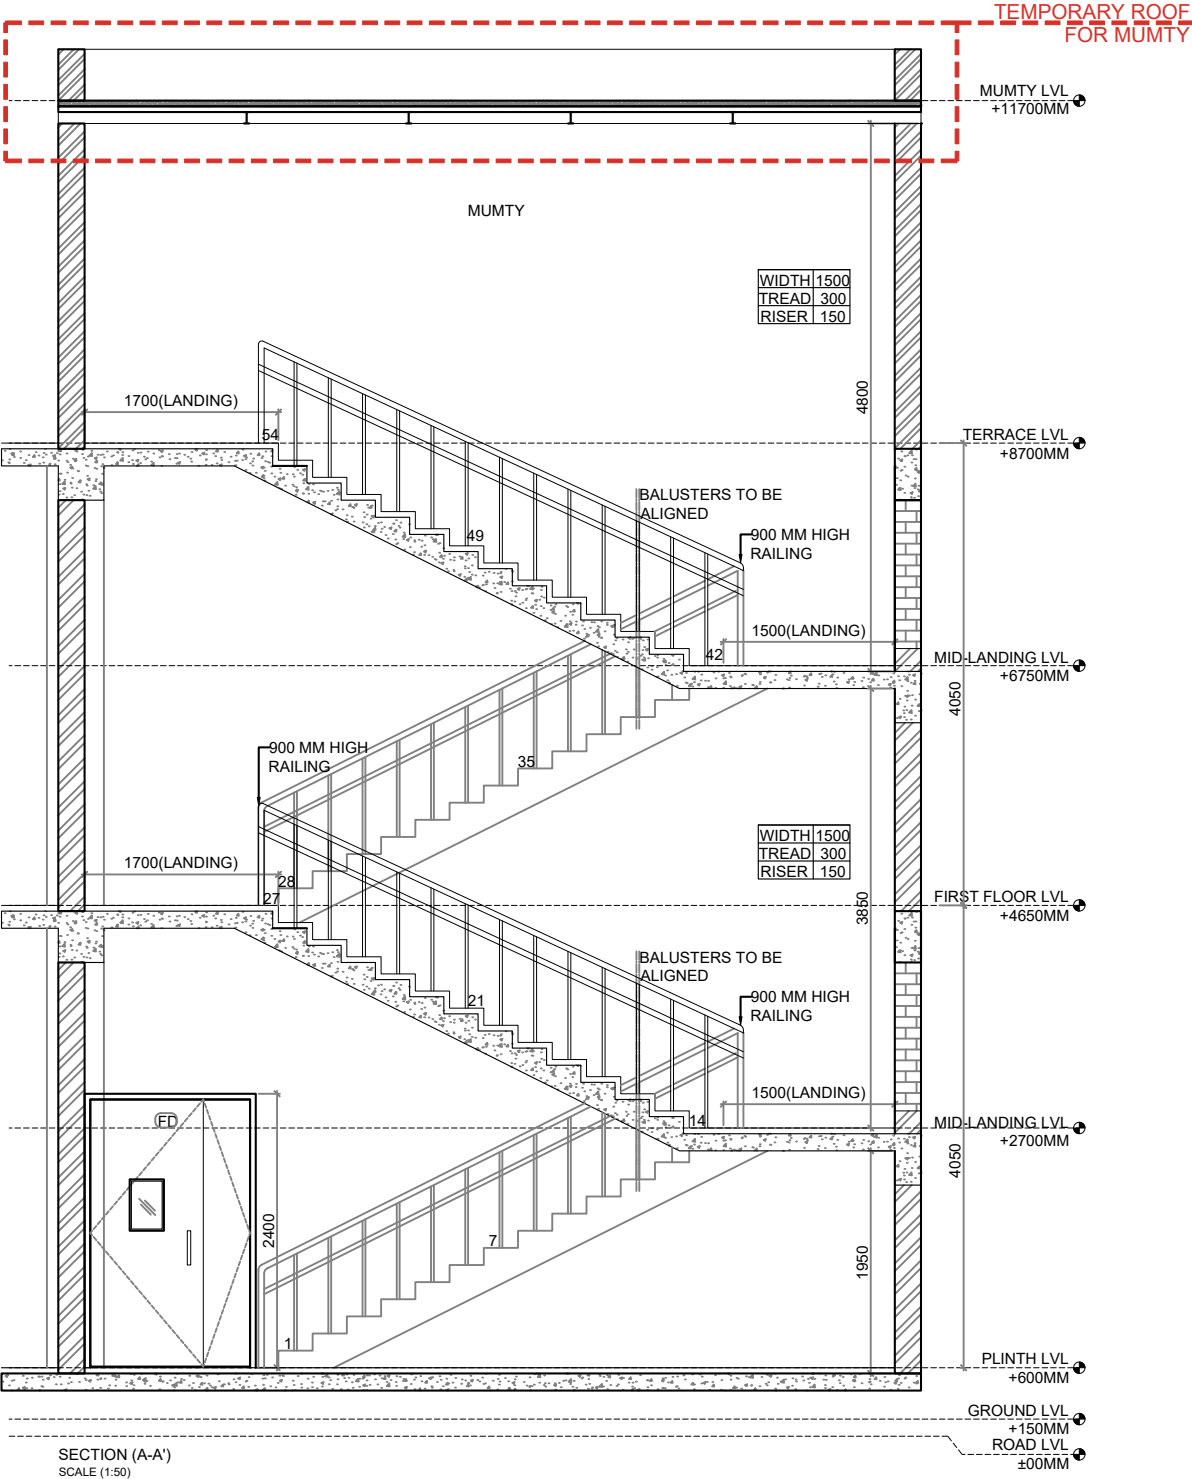 TEMPORARY ROOF
FOR MUMTY
MUMTY LVL
+11700MM
MUMTY
WIDTH 1500
TREAD 300
RISER 150
1700(LANDING)
4800
54
TERRACE LVL
+8700MM
BALUSTERS TO BE
ALIGNED
49
900 MM HIGH
RAILING
1500(LANDING)
42
MID-LANDING LVL
+6750MM
4050
900 MM HIGH
RAILING
35
WIDTH 1500
TREAD 300
RISER 150
1700(LANDING)
28
27
3850
FIRST FLOOR LVL
+4650MM
BALUSTERS TO BE
ALIGNED
21
900 MM HIGH
RAILING
1500(LANDING)
14
FD
MID-LANDING LVL
+2700MM
4050
2400
7
1950
1
PLINTH LVL
+600MM
GROUND LVL
+150MM
ROAD LVL
±00MM
SECTION (A-A')
SCALE (1:50)